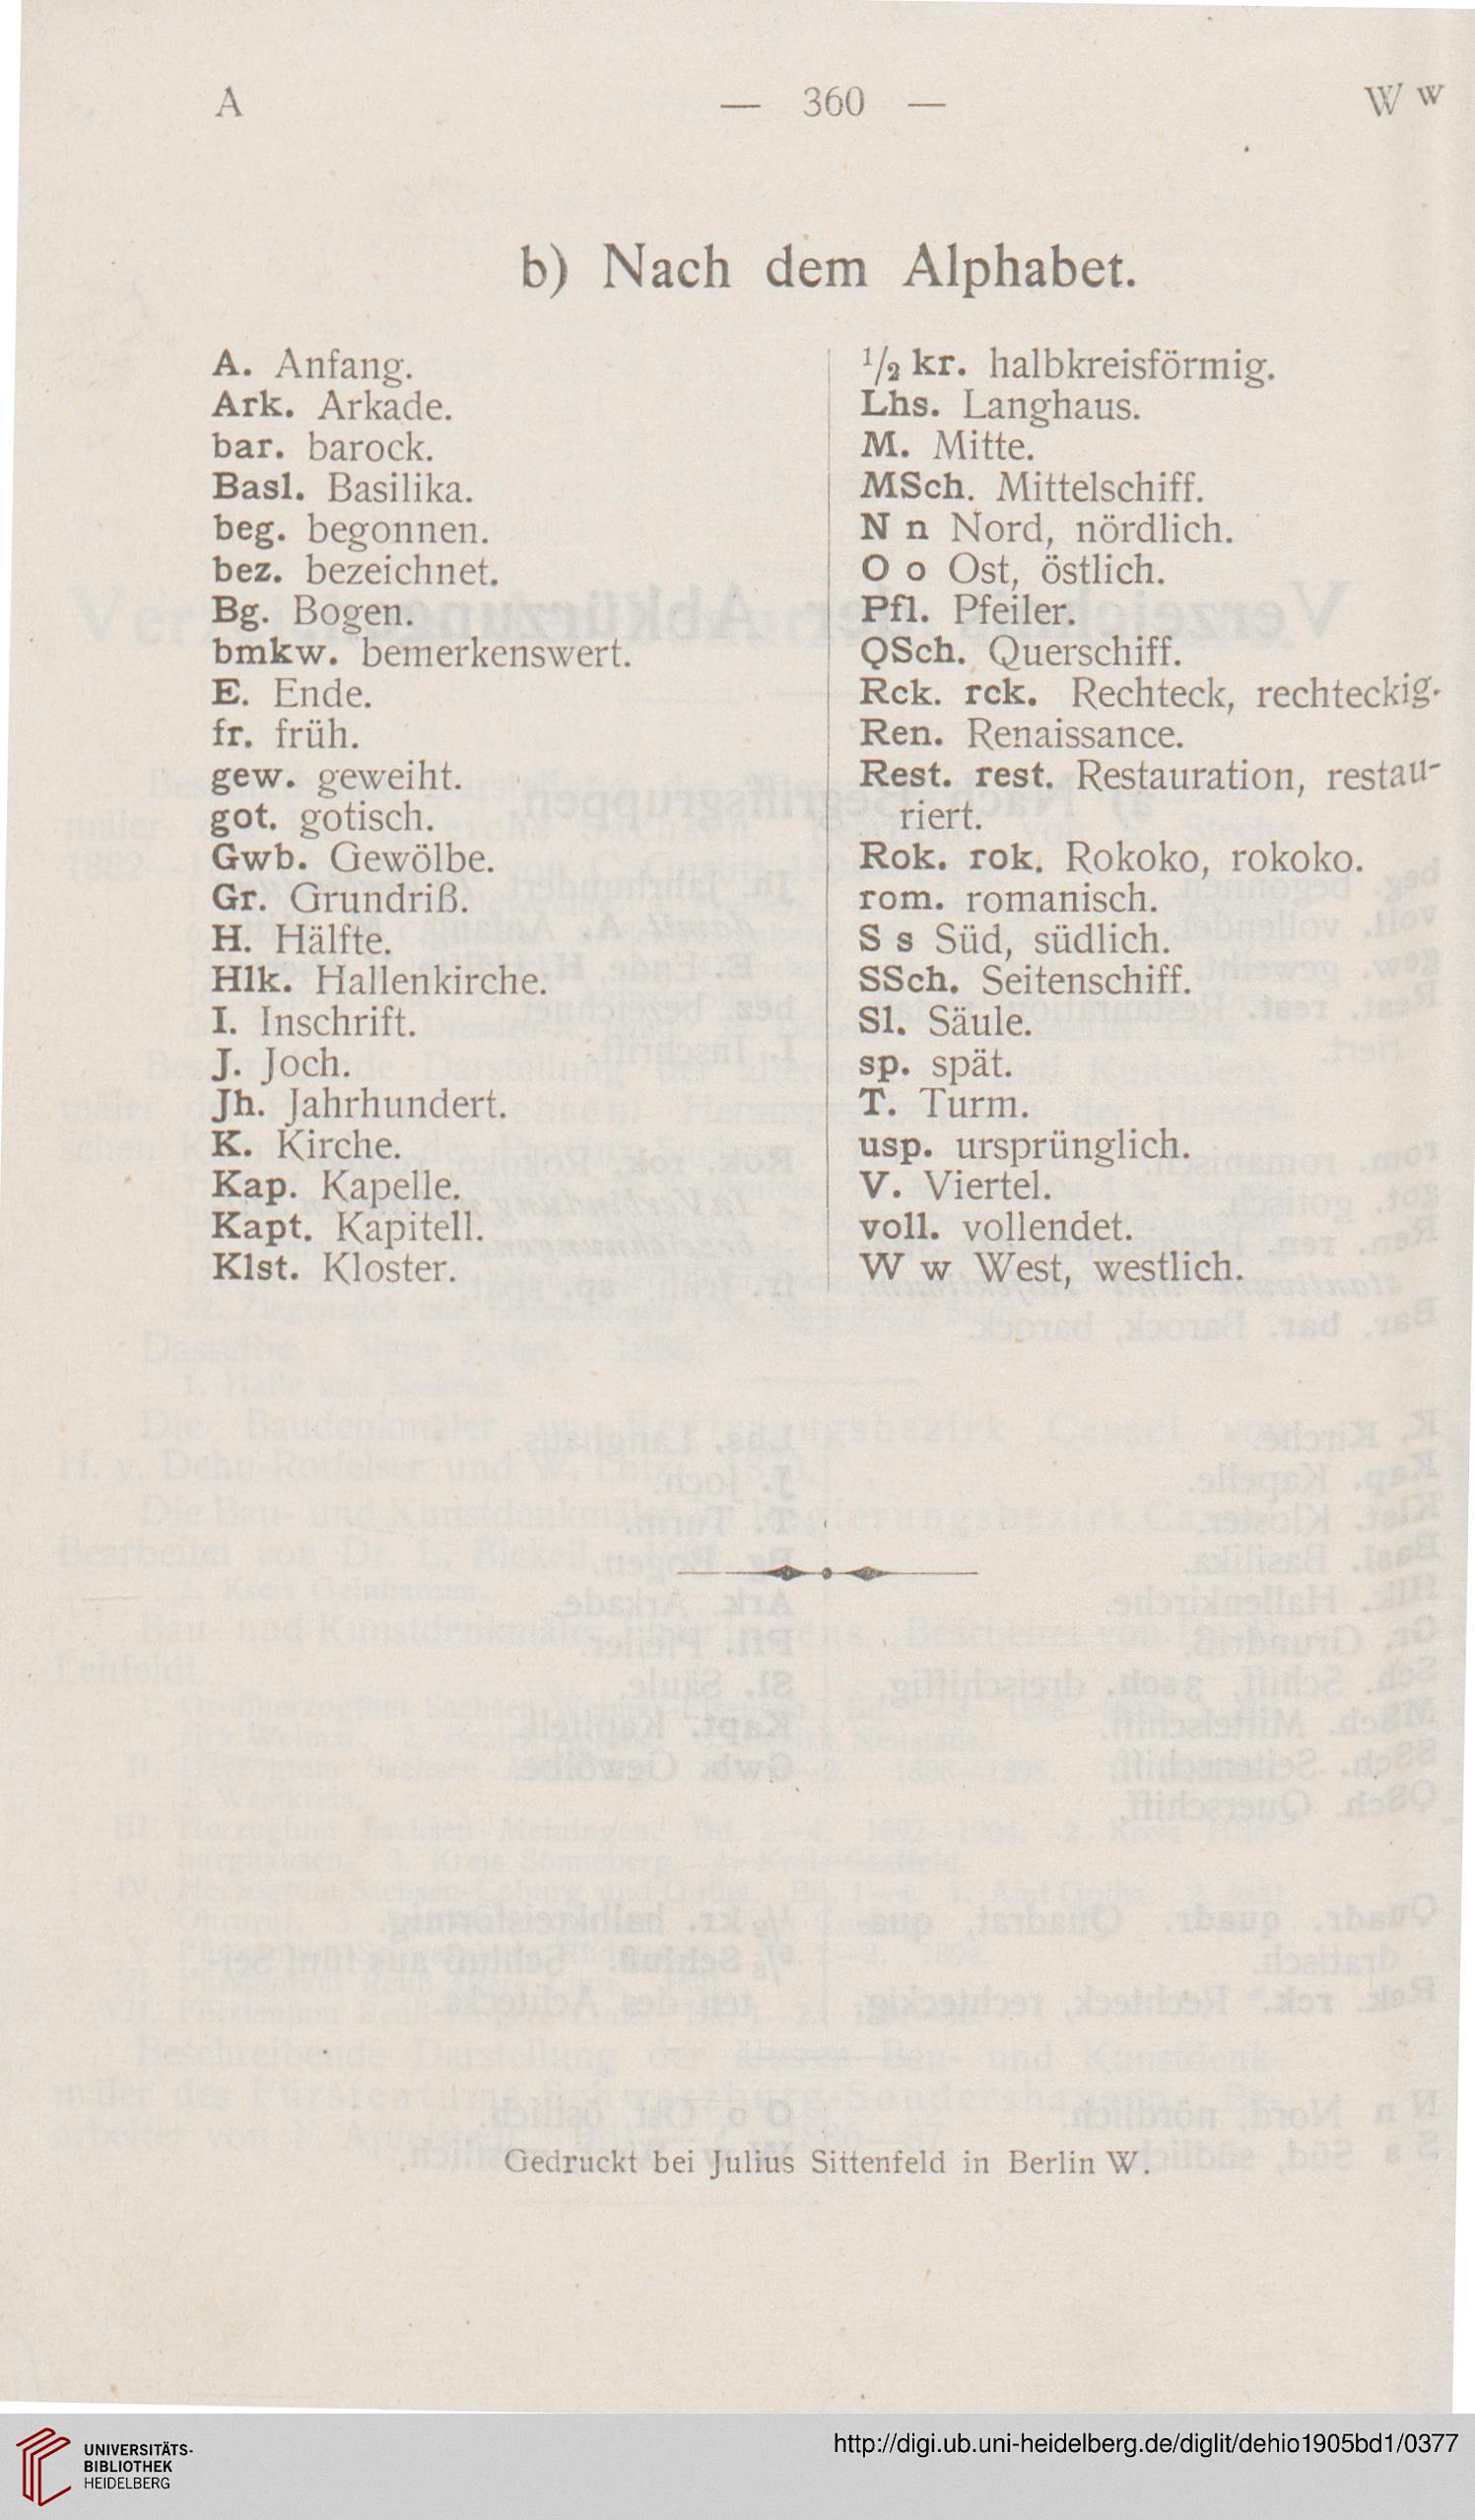 A — 360 — W w
b) Nach dem Alphabet.
A. Anfang.
Ark. Arkade.
bar. barock.
Basl. Basilika.
beg. begonnen.
bez. bezeichnet.
Bg. Bogen.
bmkw. bemerkenswert.
E. Ende.
fr. früh.
gew. geweiht.
got. gotisch.
Gwb. Gewölbe.
Gr. Grundriß.
H. Hälfte.
Hlk. Hallenkirche.
I. Inschrift.
J. Joch.
Jh. Jahrhundert.
K. Kirche.
Kap. Kapelle.
Kapt. Kapitell.
Klst. Kloster.
1/2 kr. halbkreisförmig.
Lhs. Langhaus.
M. Mitte.
MSch. Mittelschiff.
N n Nord, nördlich.
O o Ost, östlich.
Pfl. Pfeiler.
QSch. Querschiff.
Rck. rck. Rechteck, rechteckig.
Ren. Renaissance.
Rest. rest. Restauration, restau-
riert.
Rok. rok. Rokoko, rokoko.
rom. romanisch.
S s Süd, südlich.
SSch. Seitenschiff.
Sl. Säule.
sp. spät.
T. Turm.
usp. ursprünglich.
V. Viertel.
voll. vollendet.
W w West, westlich.
Gedruckt bei Julius Sittenfeld in Berlin W.
UNIVERSITÄTS-
BIBLIOTHEK
HEIDELBERG
http://digi.ub.uni-heidelberg.de/diglit/dehio1905bd1/0377